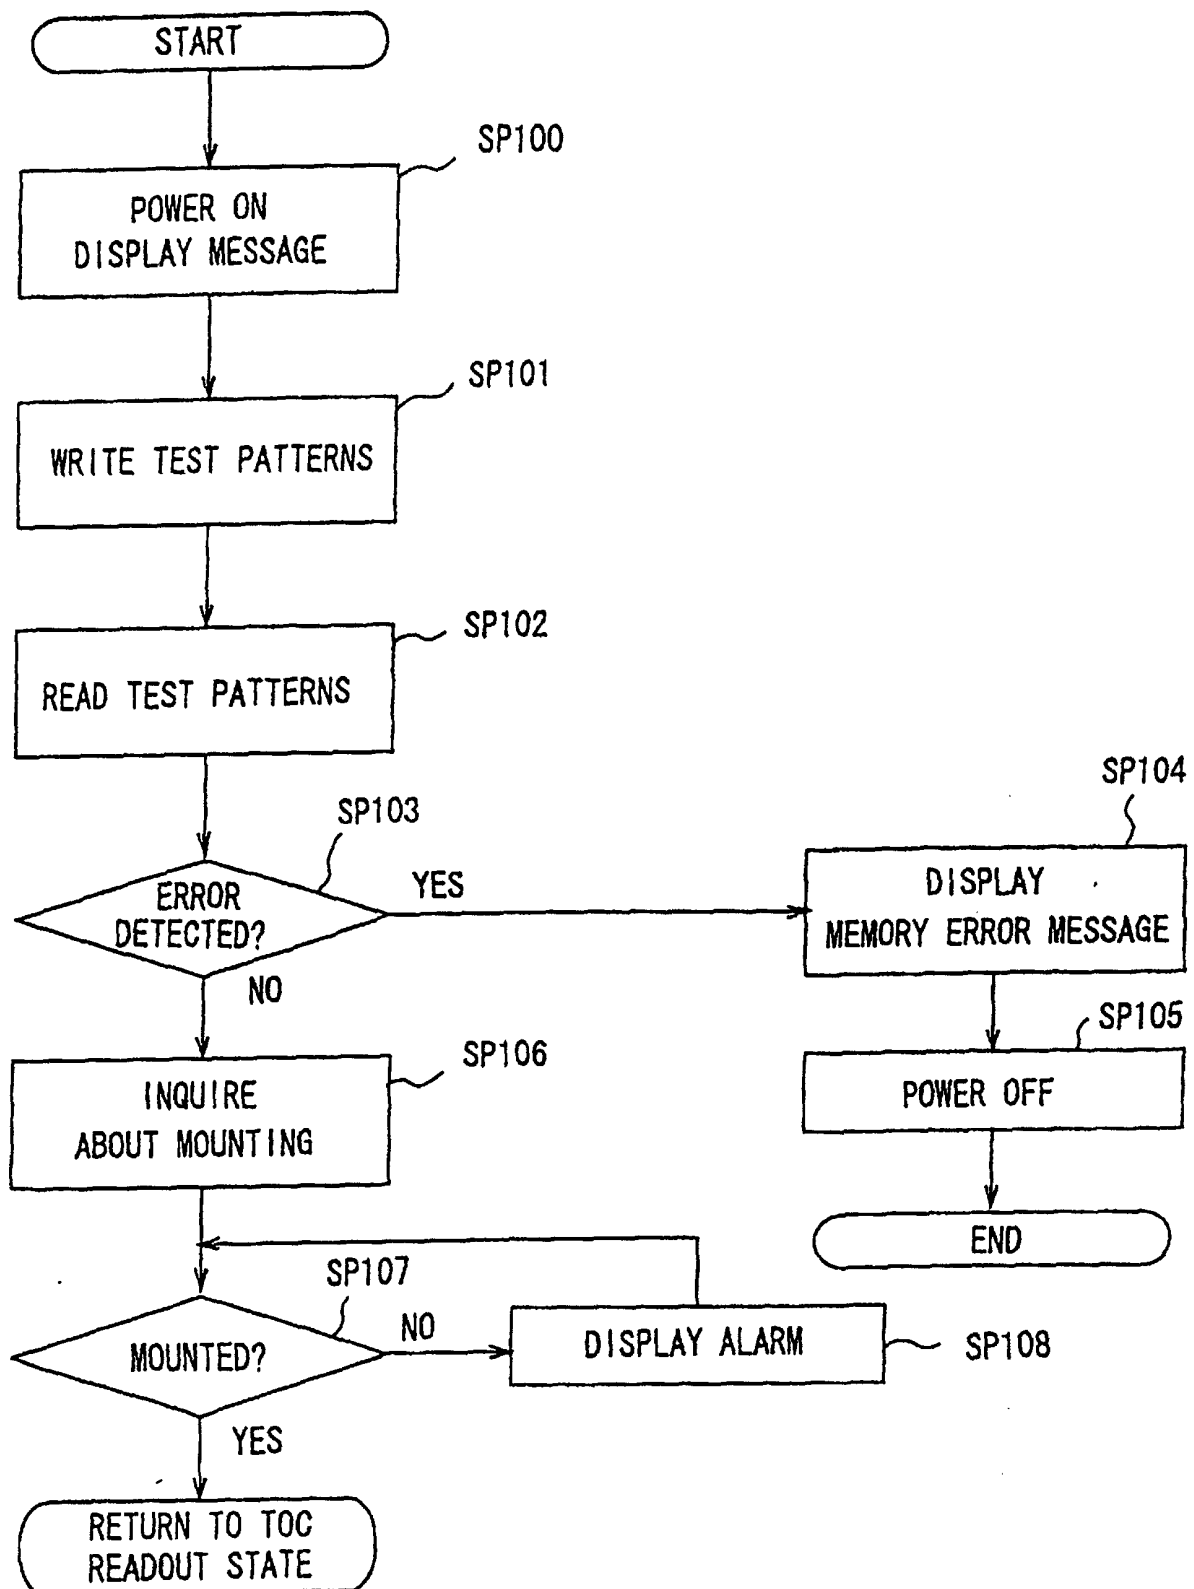 START
SP100
POWER ON
DISPLAY MESSAGE
SP101
WRITE TEST PATTERNS
SP102
READ TEST PATTERNS
SP103
ERROR
DETECTED?
YES
NO
SP104
DISPLAY
MEMORY ERROR MESSAGE
SP105
POWER OFF
END
SP106
INQUIRE
ABOUT MOUNTING
SP107
MOUNTED?
NO
DISPLAY ALARM
SP108
YES
RETURN TO TOC
READOUT STATE